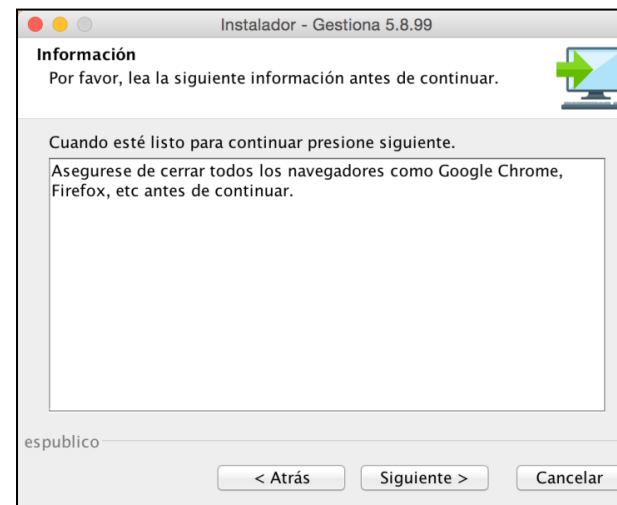 Instalador - Gestiona 5.8.99
Información
Por favor, lea la siguiente información antes de continuar.
Cuando esté listo para continuar presione siguiente.
Asegurese de cerrar todos los navegadores como Google Chrome,
Firefox, etc antes de continuar.
espublico
< Atrás Siguiente > Cancelar